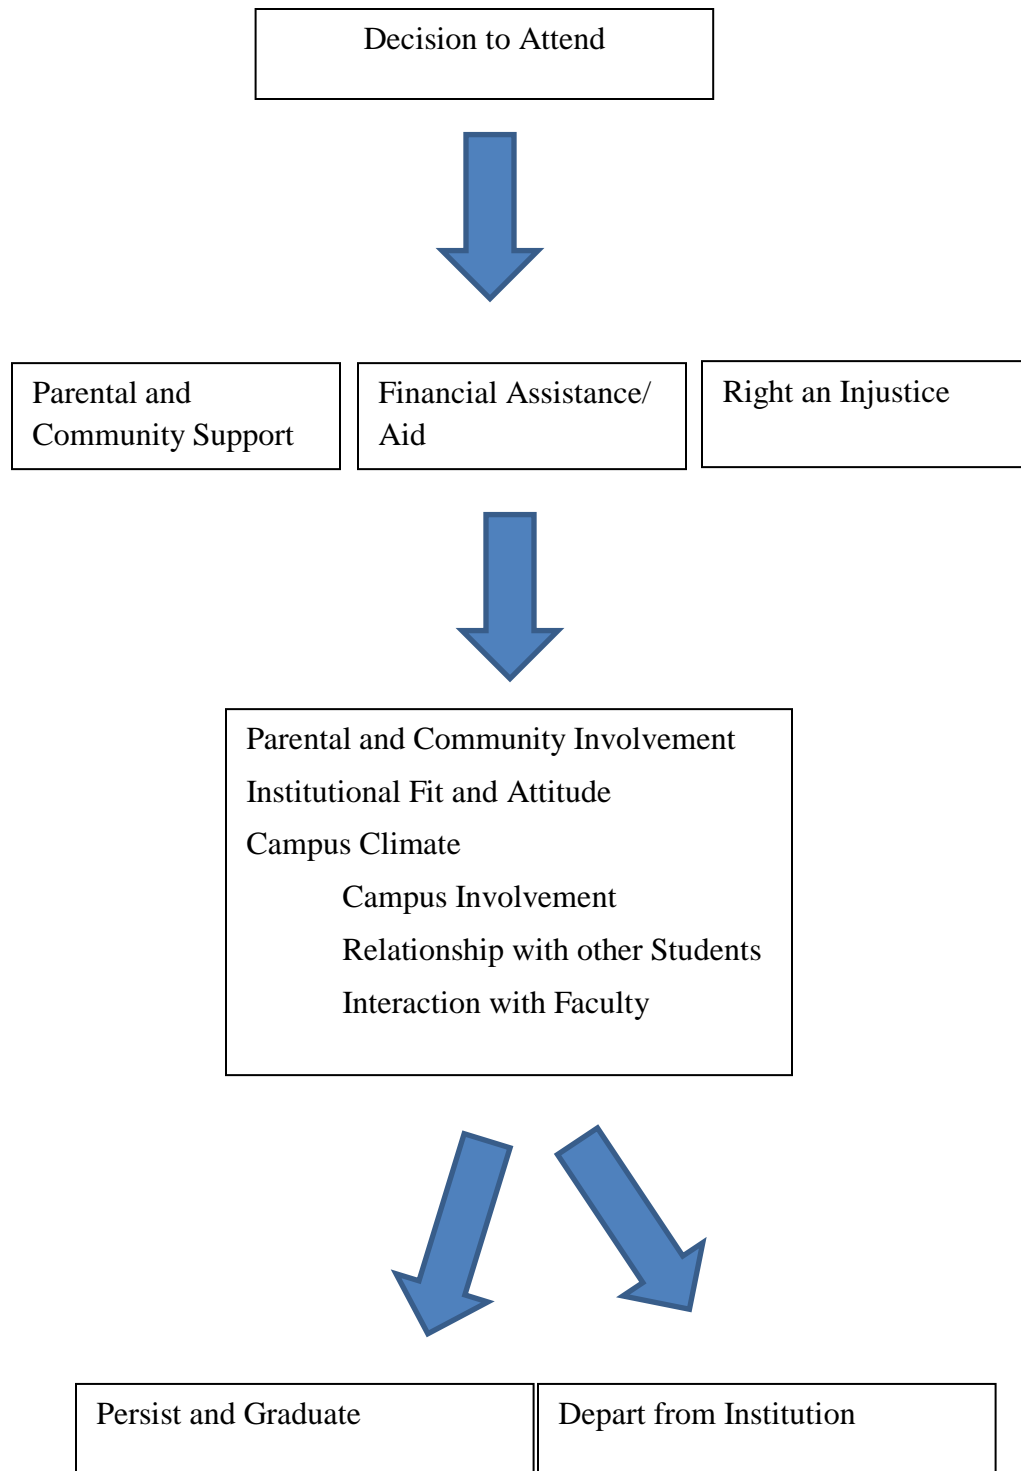 Decision to Attend
Parental and
Community Support
Financial Assistance/
Aid
Right an Injustice
Parental and Community Involvement
Institutional Fit and Attitude
Campus Climate
Campus Involvement
Relationship with other Students
Interaction with Faculty
Persist and Graduate
Depart from Institution